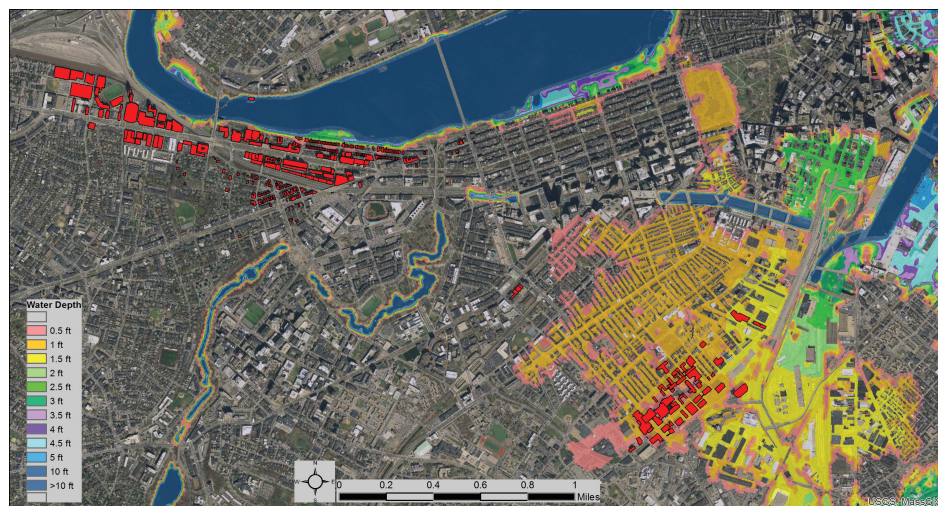 Water Depth
0.5 ft
1 ft
1.5 ft
2 ft
2.5 ft
3 ft
3.5 ft
4 ft
4.5 ft
5 ft
10 ft
>10 ft
N
W E
S
0 0.2 0.4 0.6 0.8 1
Miles
USGS, MassGI